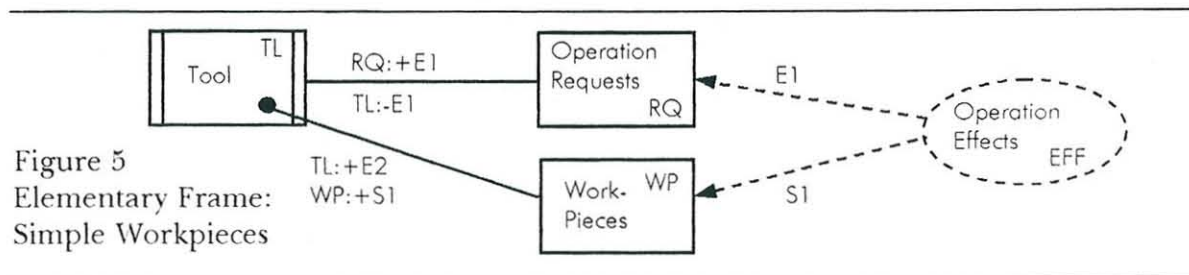 TL
Tool
RQ:+E1
TL:-E1
Operation
Requests
RQ
E1
Operation
Effects
EFF
Figure 5
Elementary Frame:
Simple Workpieces
TL:+E2
WP:+S1
Work-
Pieces
WP
S1